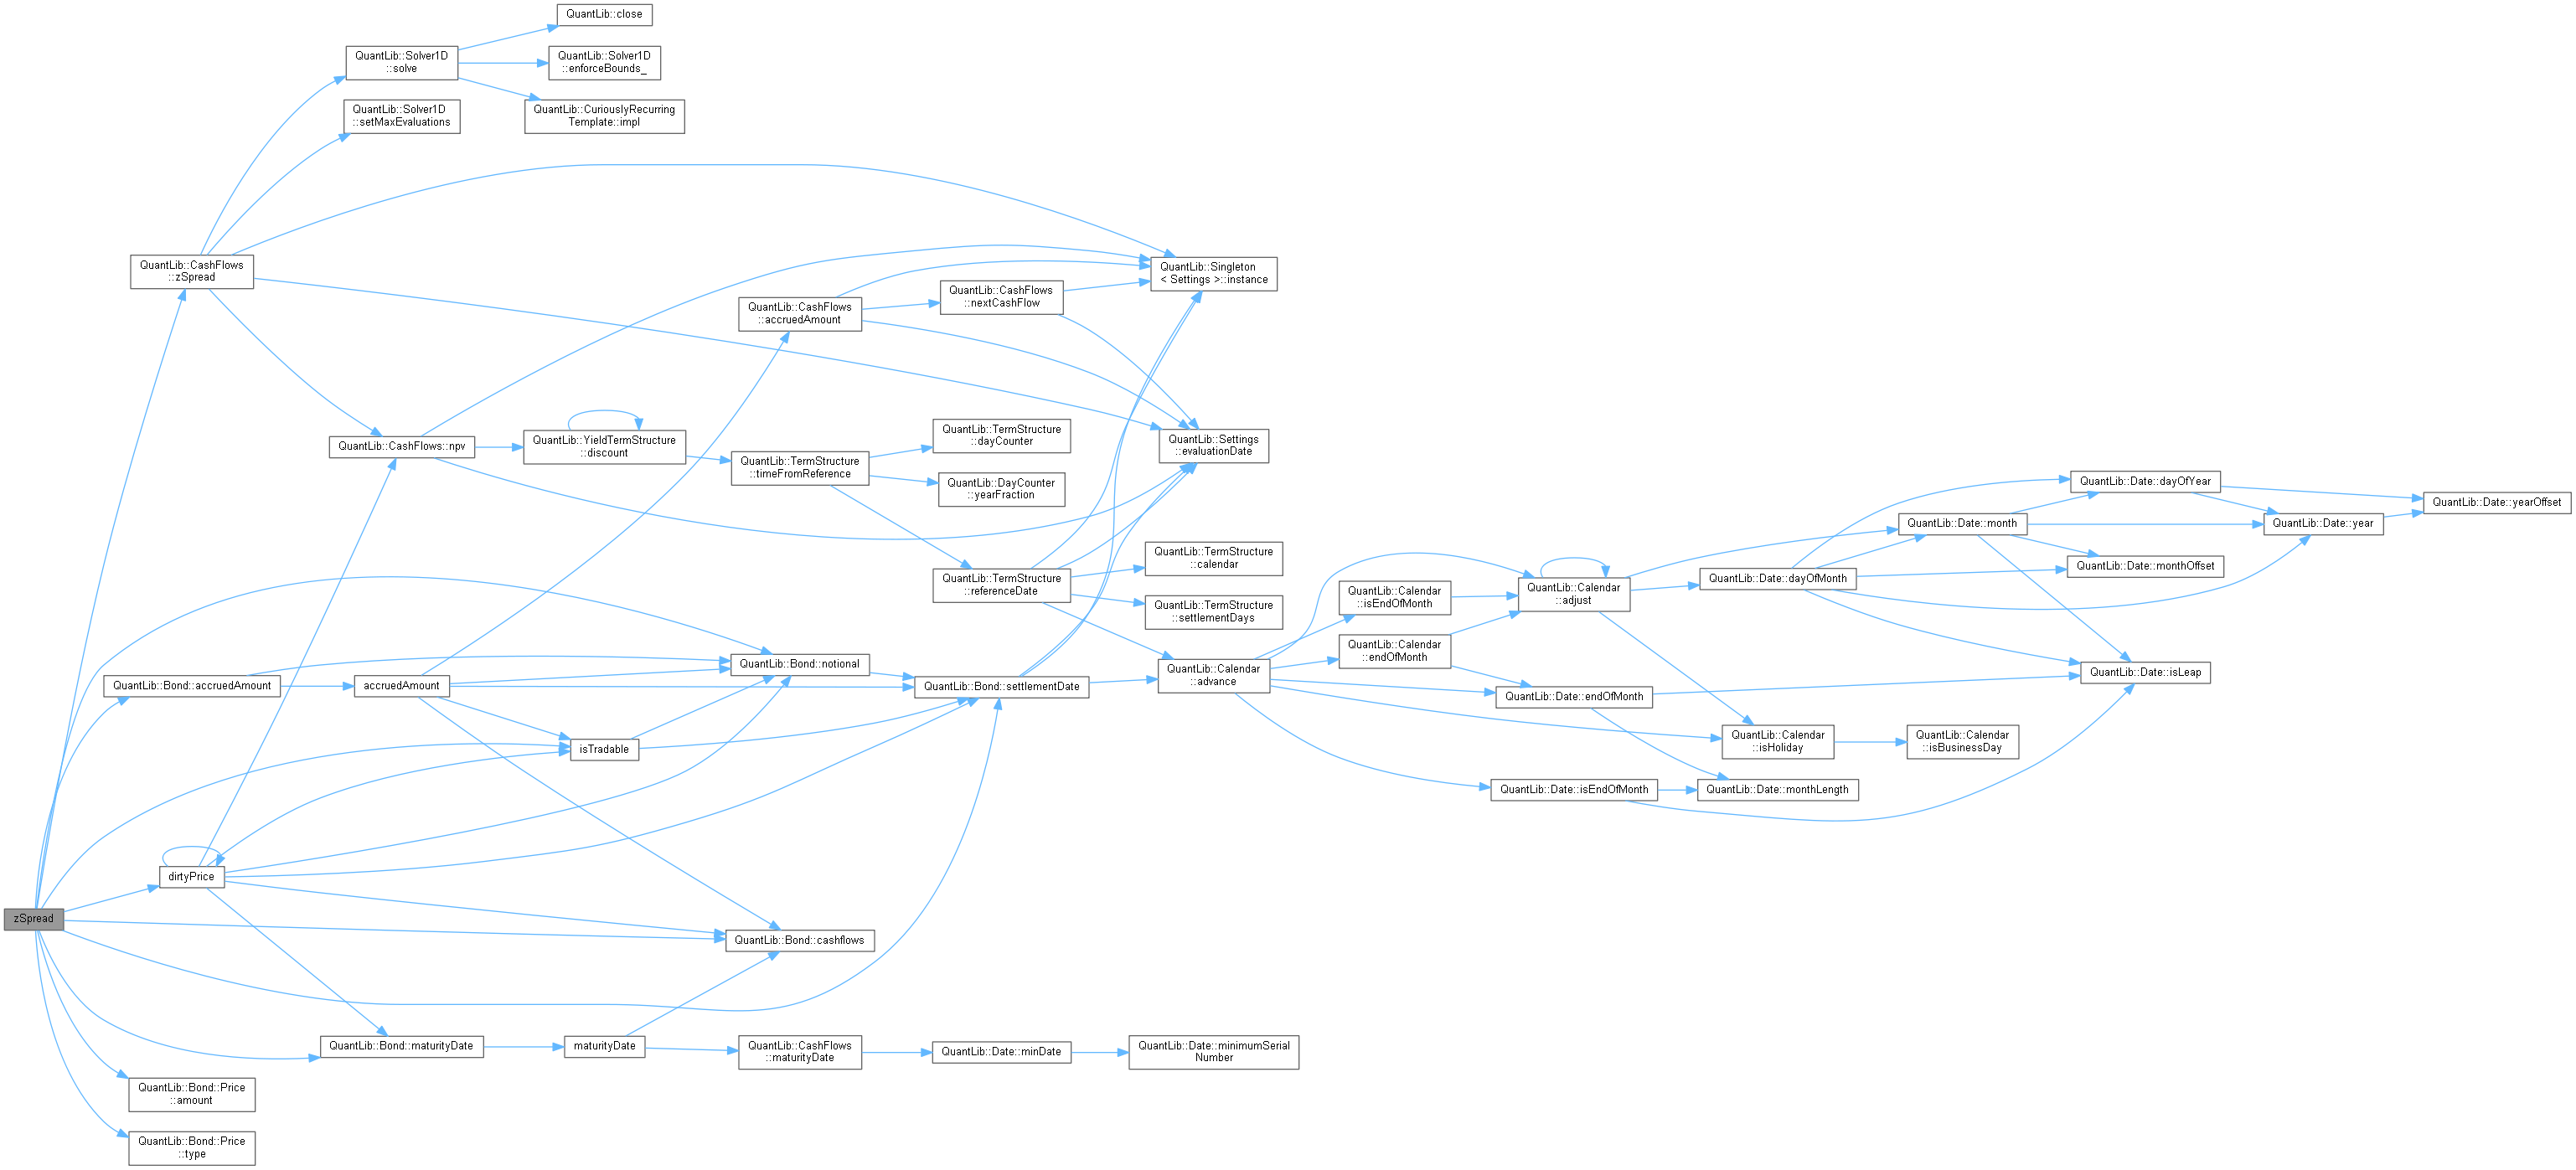 QuantLib::close
QuantLib::Solver1D
::solve
QuantLib::Solver1D
::enforceBounds_
QuantLib::Solver1D
::setMaxEvaluations
QuantLib::CuriouslyRecurring
Template::impl
QuantLib::CashFlows
::zSpread
QuantLib::Singleton
< Settings >::instance
QuantLib::CashFlows
::accruedAmount
QuantLib::CashFlows
::nextCashFlow
QuantLib::CashFlows::npv
QuantLib::YieldTermStructure
::discount
QuantLib::TermStructure
::dayCounter
QuantLib::Settings
::evaluationDate
QuantLib::TermStructure
::timeFromReference
QuantLib::DayCounter
::yearFraction
QuantLib::Date::dayOfYear
QuantLib::Date::yearOffset
QuantLib::Date::month
QuantLib::Date::year
QuantLib::TermStructure
::calendar
QuantLib::Date::monthOffset
QuantLib::TermStructure
::referenceDate
QuantLib::Date::dayOfMonth
QuantLib::Calendar
::isEndOfMonth
QuantLib::Calendar
::adjust
QuantLib::TermStructure
::settlementDays
QuantLib::Calendar
::endOfMonth
QuantLib::Bond::notional
QuantLib::Calendar
::advance
QuantLib::Date::isLeap
QuantLib::Bond::accruedAmount
accruedAmount
QuantLib::Bond::settlementDate
QuantLib::Date::endOfMonth
isTradable
QuantLib::Calendar
::isHoliday
QuantLib::Calendar
::isBusinessDay
QuantLib::Date::isEndOfMonth
QuantLib::Date::monthLength
dirtyPrice
zSpread
QuantLib::Bond::cashflows
QuantLib::Bond::maturityDate
maturityDate
QuantLib::CashFlows
::maturityDate
QuantLib::Date::minDate
QuantLib::Date::minimumSerial
Number
QuantLib::Bond::Price
::amount
QuantLib::Bond::Price
::type